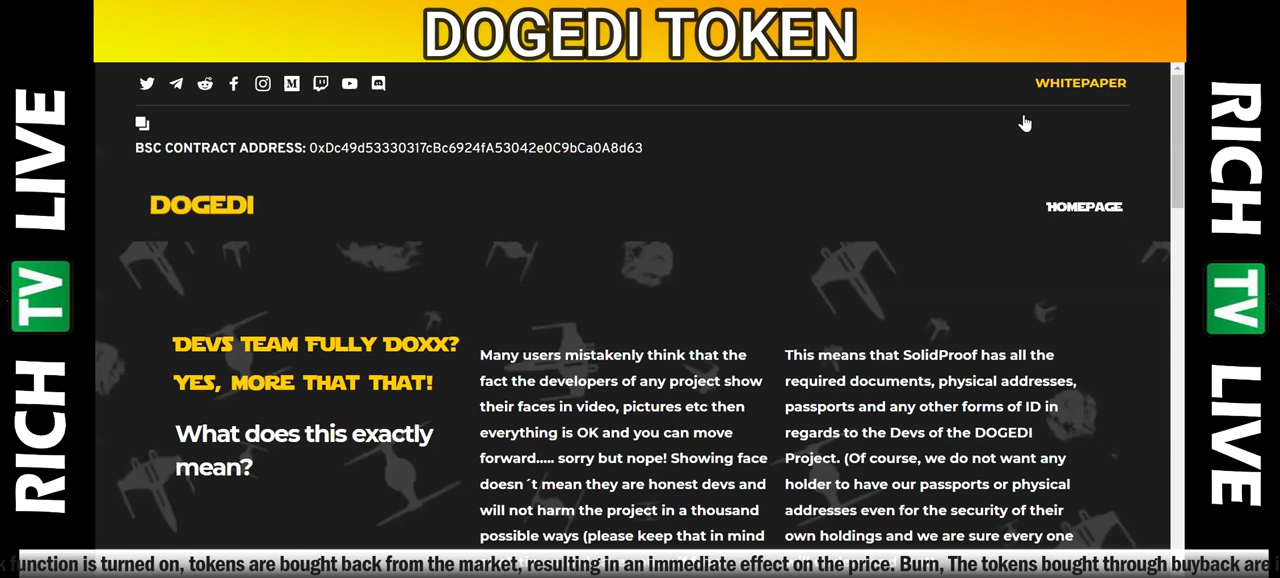 DOGEDI TOKEN
WHITEPAPER
BSC CONTRACT ADDRESS: 0xDc49d53330317cBc6924fA53042e0C9bCa0A8d63
DOGEDI
HOMEPAGE
DEVS TEAM FULLY DOXX?
YES, MORE THAT THAT!
What does this exactly
mean?
Many users mistakenly think that the
fact the developers of any project show
their faces in video, pictures etc then
everything is OK and you can move
forward..... sorry but nope! Showing face
doesn´t mean they are honest devs and
will not harm the project in a thousand
possible ways (please keep that in mind
This means that SolidProof has all the
required documents, physical addresses,
passports and any other forms of ID in
regards to the Devs of the DOGEDI
Project. (Of course, we do not want any
holder to have our passports or physical
addresses even for the security of their
own holdings and we are sure every one
function is turned on, tokens are bought back from the market, resulting in an immediate effect on the price. Burn, The tokens bought through buyback are
RICH TV LIVE
RICH TV LIVE